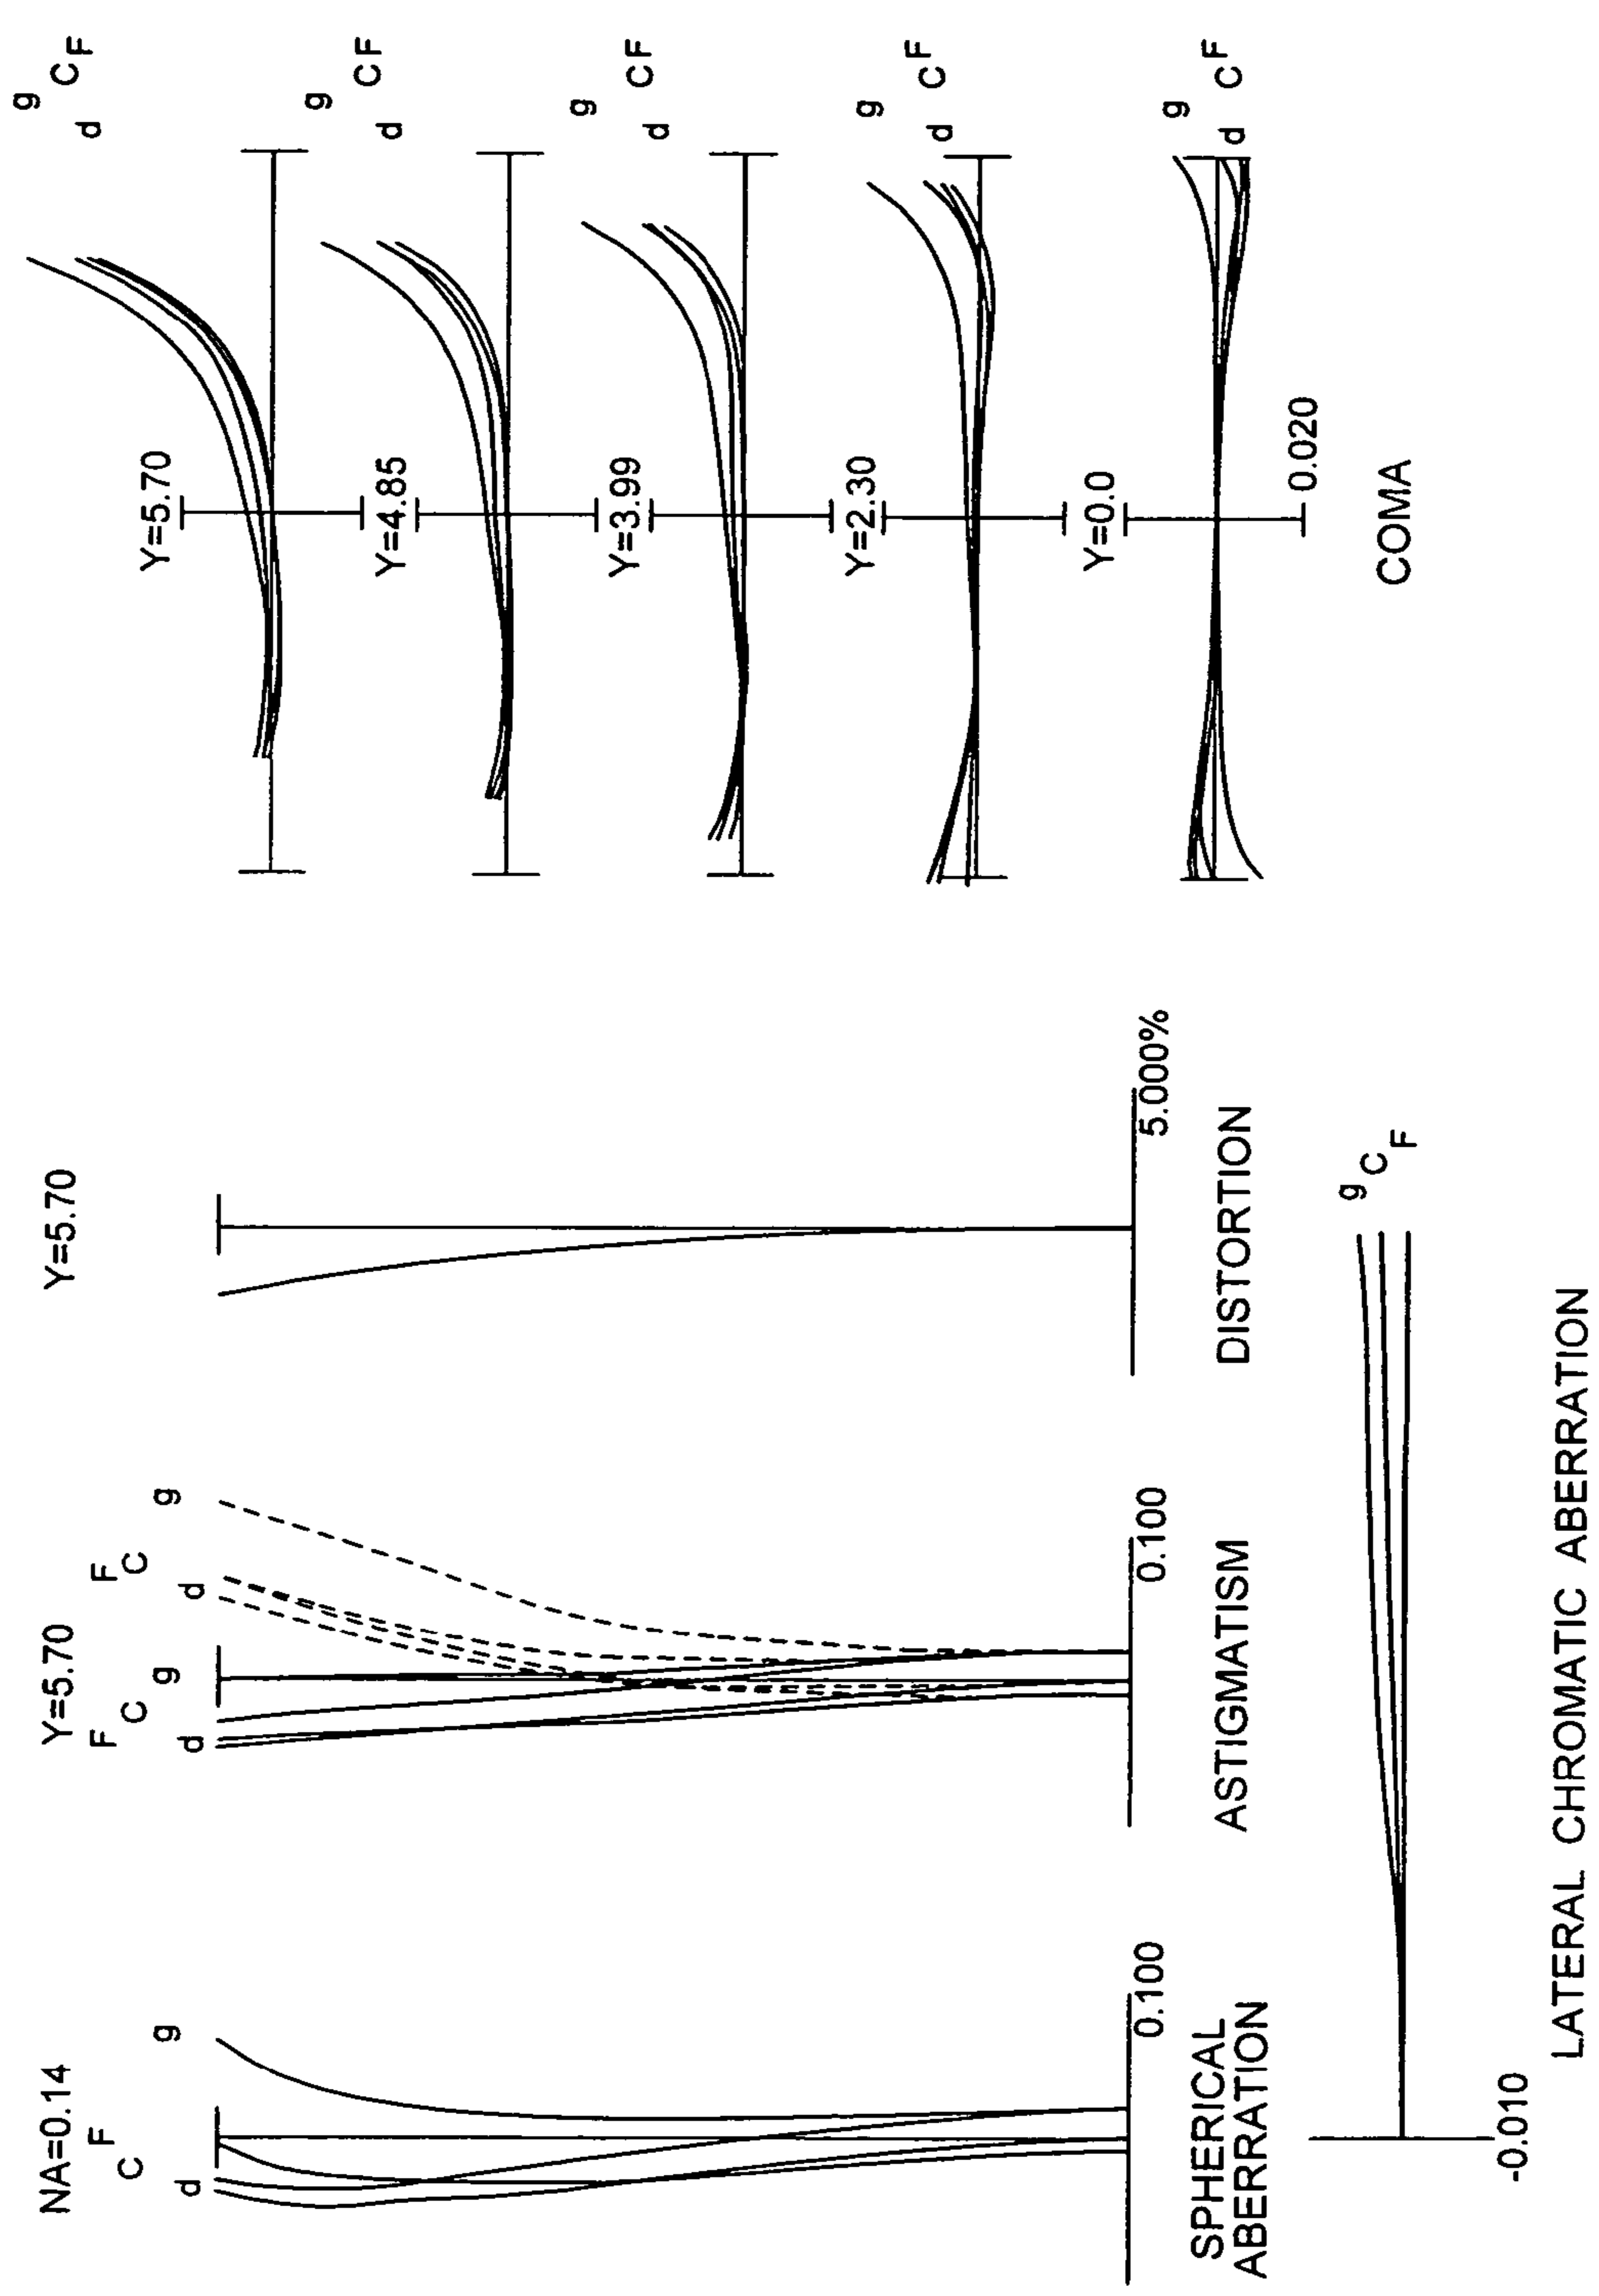 NA=0.14
C F
d g
SPHERICAL
ABERRATION
0.100
Y=5.70
F C
d g
F C
d g
ASTIGMATISM
0.100
Y=5.70
DISTORTION
5.000%
Y=5.70
g
d C F
Y=4.85
g
d C F
Y=3.99
g
d C F
Y=2.30
g
d C F
Y=0.0
g
d C F
0.020
COMA
-0.010
g
C
F
LATERAL CHROMATIC ABERRATION